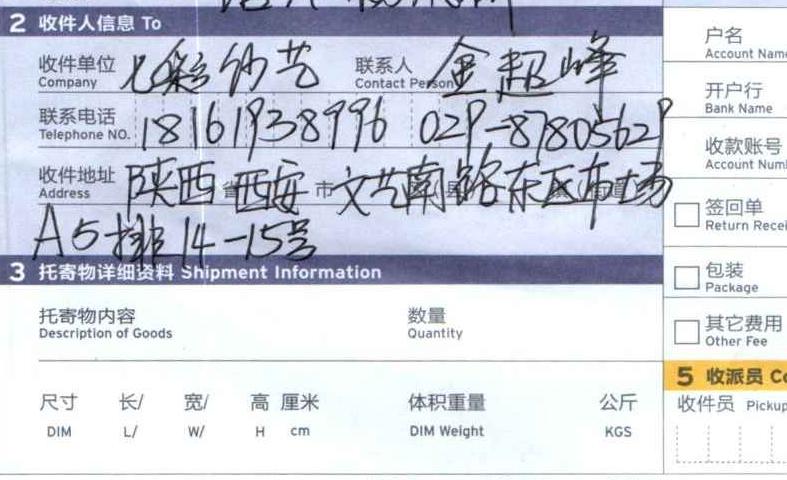 2 收件人信息 To
收件单位 七彩纱艺 联系人 金超峰
Company Contact Person
联系电话 18161938996 029-87805629
Telephone NO.
收件地址 陕西省 西安市 文艺南路东区布市场
Address
A5排14-15号
3 托寄物详细资料 Shipment Information
托寄物内容 数量
Description of Goods Quantity
尺寸 长/ 宽/ 高 厘米 体积重量 公斤
DIM L/ W/ H cm DIM Weight KGS
户名
Account Name
开户行
Bank Name
收款账号
Account Num
签回单
Return Recei
包装
Package
其它费用
Other Fee
5 收派员 Co
收件员 Pickup